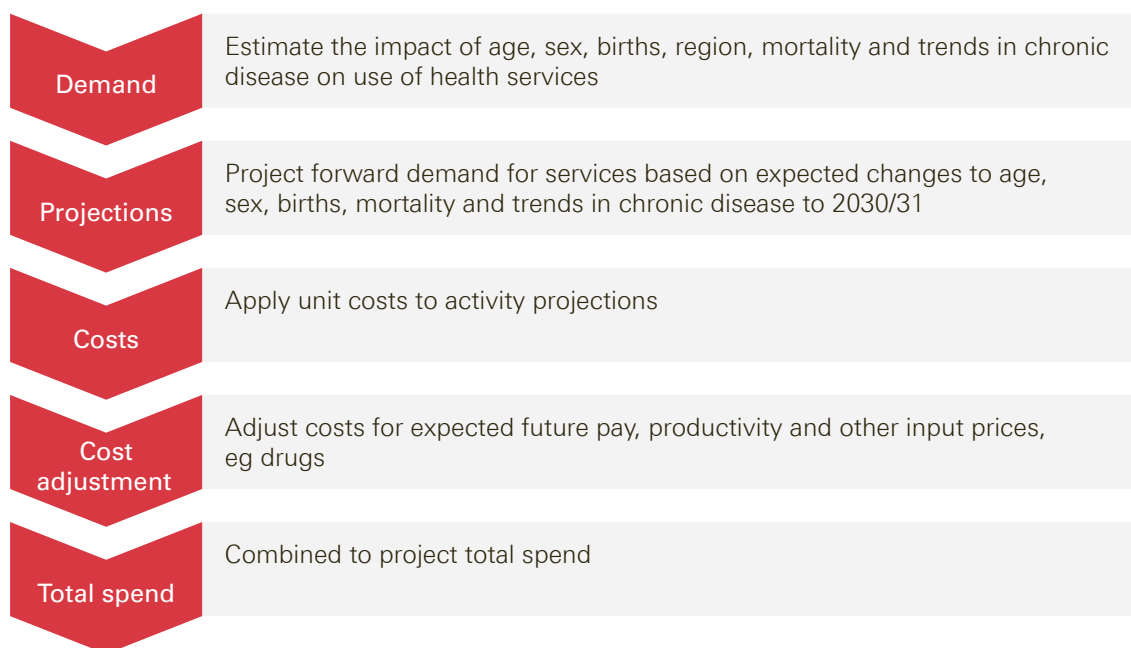 Demand
Estimate the impact of age, sex, births, region, mortality and trends in chronic
disease on use of health services
Projections
Project forward demand for services based on expected changes to age,
sex, births, mortality and trends in chronic disease to 2030/31
Costs
Apply unit costs to activity projections
Cost
adjustment
Adjust costs for expected future pay, productivity and other input prices,
eg drugs
Total spend
Combined to project total spend